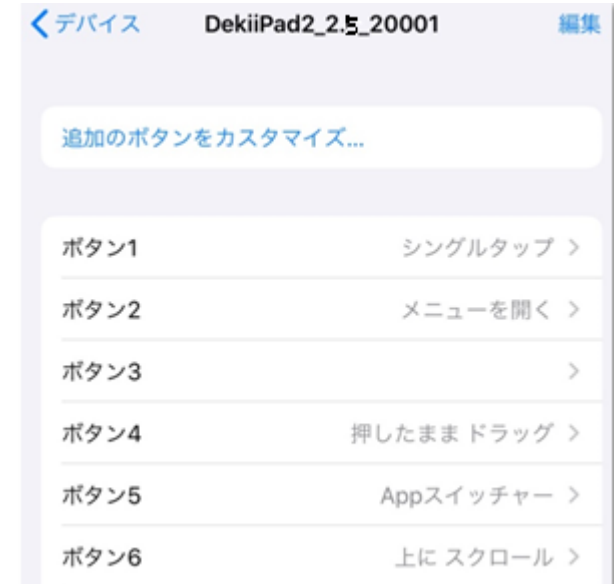 デバイス DekiiPad2_2.5_20001 編集
追加のボタンをカスタマイズ...
ボタン1 シングルタップ
ボタン2 メニューを開く
ボタン3
ボタン4 押したまま ドラッグ
ボタン5 Appスイッチャー
ボタン6 上に スクロール